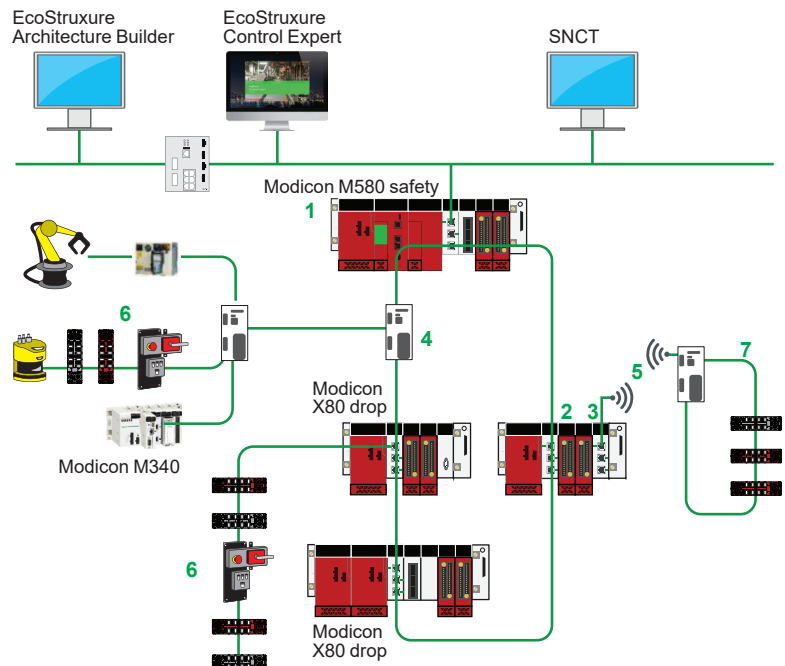 EcoStruxure
Architecture Builder
EcoStruxure
Control Expert
SNCT
Modicon M580 safety
1
6
4
5
7
Modicon
X80 drop
2
3
Modicon M340
6
Modicon
X80 drop